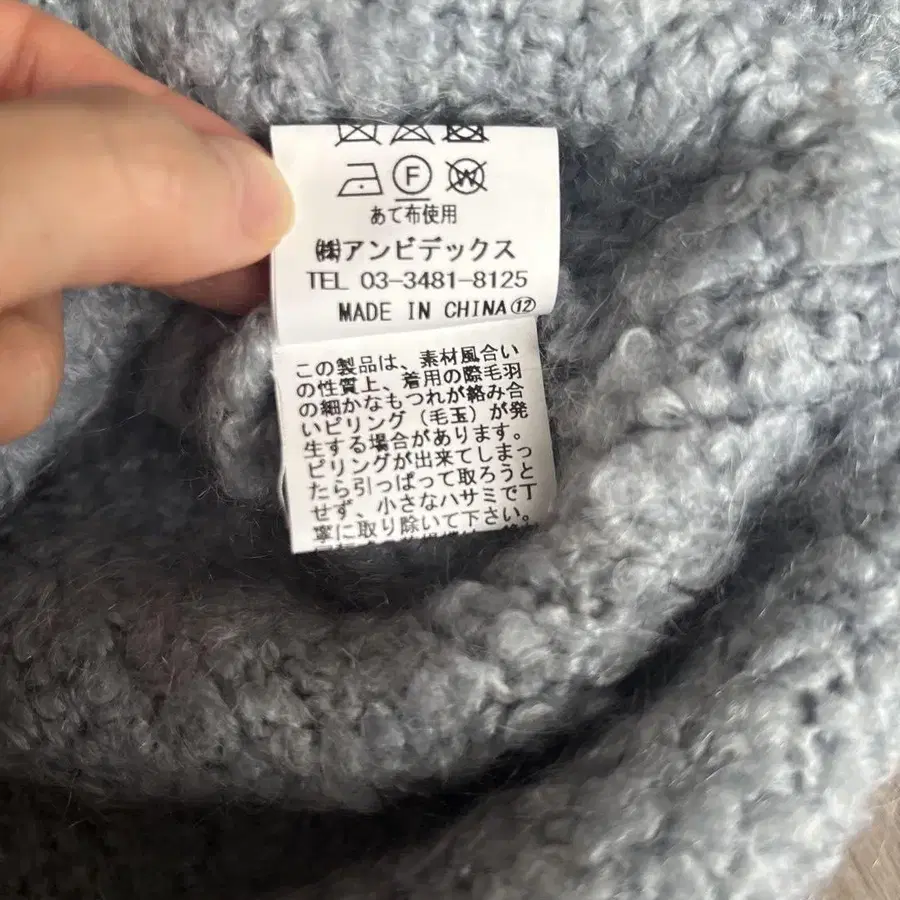 F W
あて布使用
㈱アンビデックス
TEL 03-3481-8125
MADE IN CHINA⑫
この製品は、素材風合い
の性質上、着用の際毛羽
の細かなもつれが絡み合
いピリング(毛玉)が発
生する場合があります。
ピリングが出来てしまっ
たら引っぱって取ろうと
せず、小さなハサミで丁
寧に取り除いて下さい。